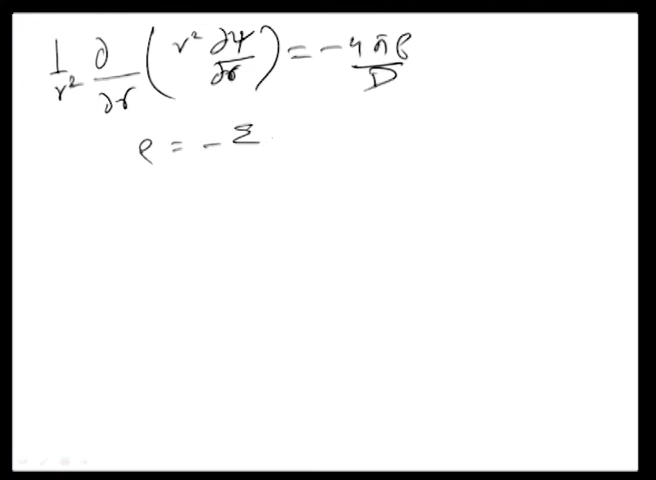 1/r² ∂/∂r (r² ∂ψ/∂r) = - 4πρ/D
ρ = - Σ